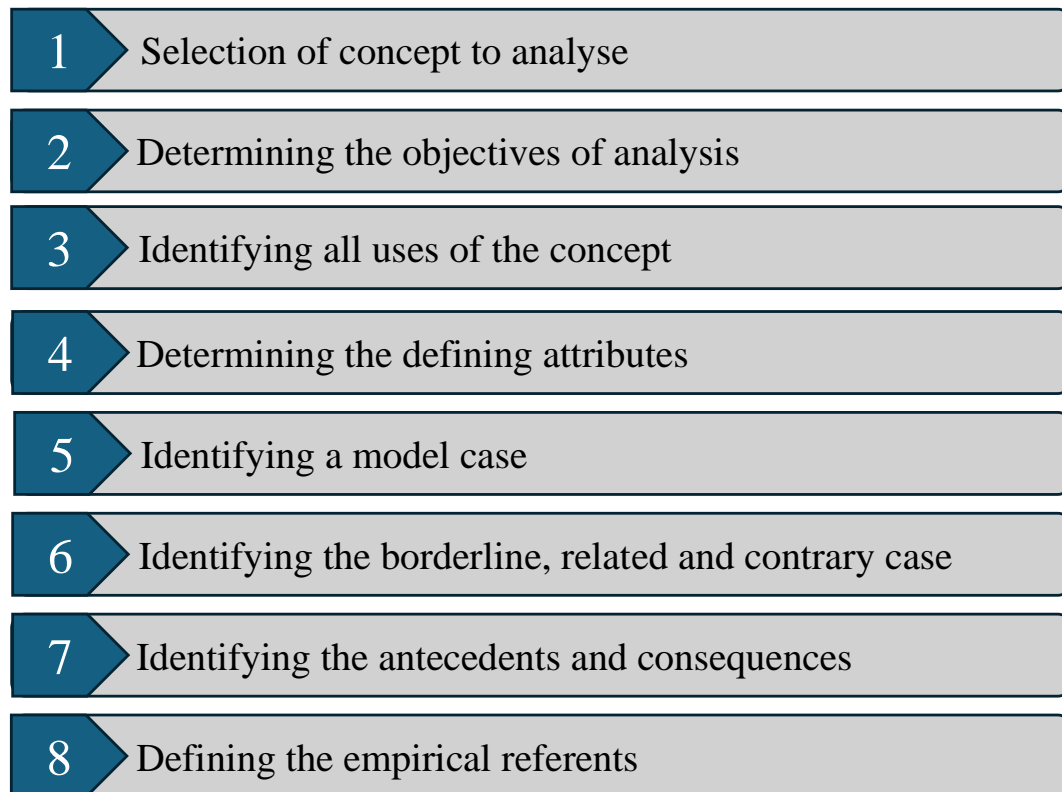 1 Selection of concept to analyse
2 Determining the objectives of analysis
3 Identifying all uses of the concept
4 Determining the defining attributes
5 Identifying a model case
6 Identifying the borderline, related and contrary case
7 Identifying the antecedents and consequences
8 Defining the empirical referents